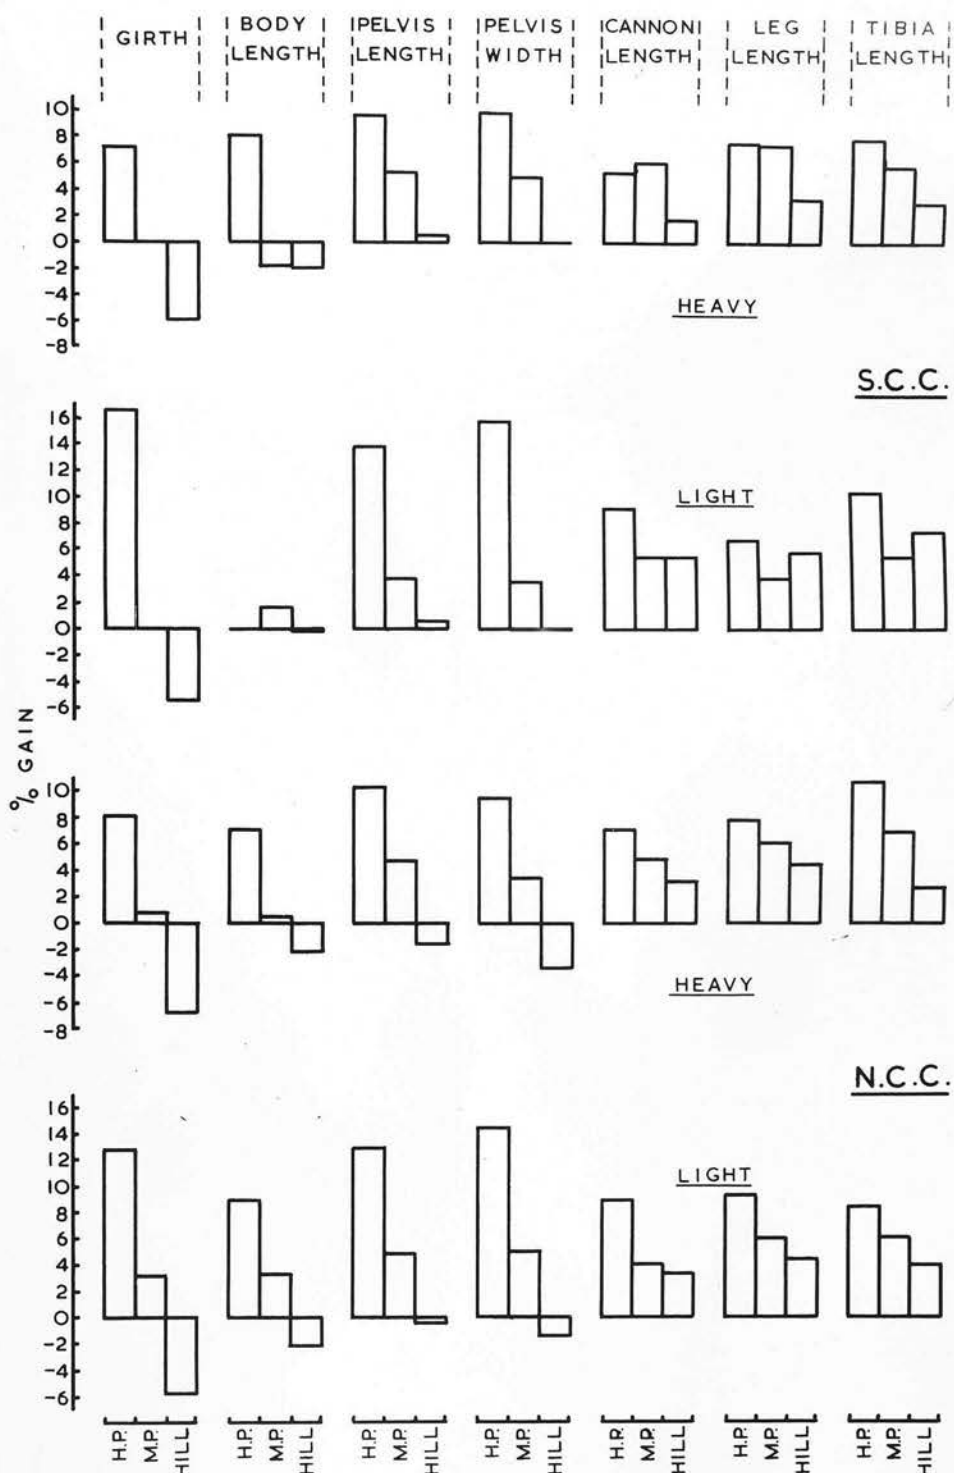 GIRTH
BODY LENGTH
PELVIS LENGTH
PELVIS WIDTH
CANNON LENGTH
LEG LENGTH
TIBIA LENGTH
% GAIN
10
8
6
4
2
0
-2
-4
-6
-8
HEAVY
S.C.C.
16
14
12
10
8
6
4
2
0
-2
-4
-6
LIGHT
10
8
6
4
2
0
-2
-4
-6
-8
HEAVY
N.C.C.
16
14
12
10
8
6
4
2
0
-2
-4
-6
LIGHT
H.P.
M.P.
HILL
H.P.
M.P.
HILL
H.P.
M.P.
HILL
H.P.
M.P.
HILL
H.P.
M.P.
HILL
H.P.
M.P.
HILL
H.P.
M.P.
HILL